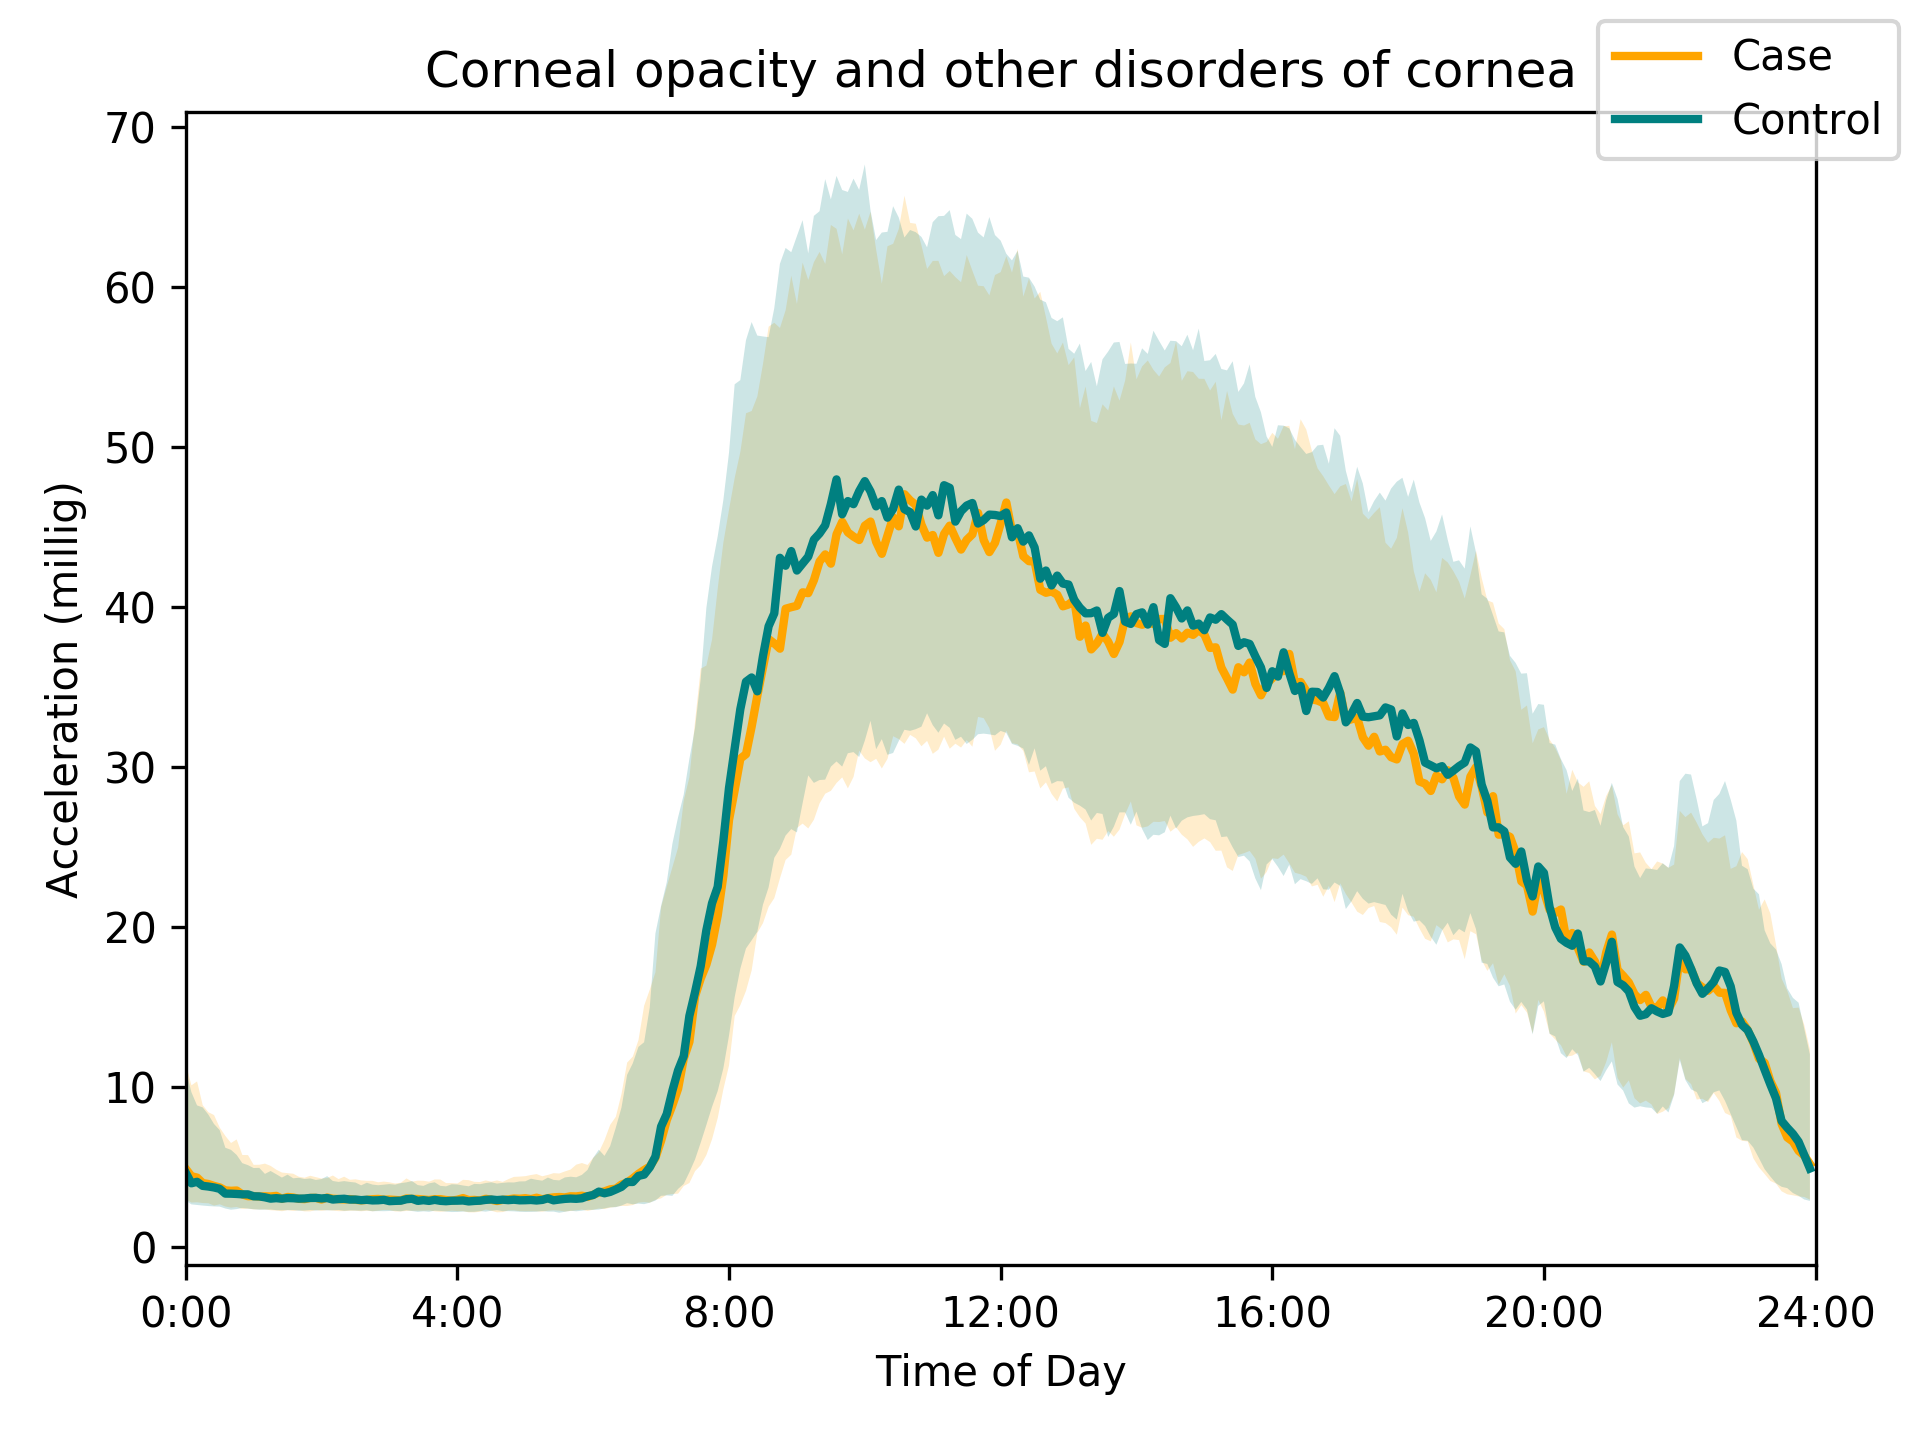 Corneal opacity and other disorders of cornea
Case
Control
70
60
50
40
30
20
10
0
Acceleration (millig)
0:00 4:00 8:00 12:00 16:00 20:00 24:00
Time of Day